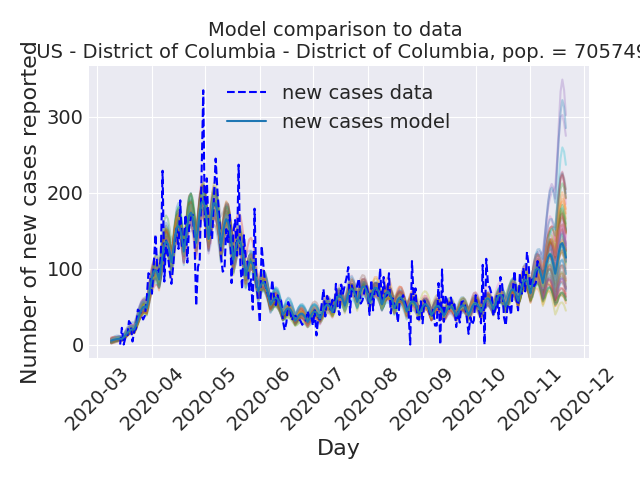 Model comparison to data
US - District of Columbia - District of Columbia, pop. = 705749
Number of new cases reported
new cases data
new cases model
300
200
100
0
2020-03
2020-04
2020-05
2020-06
2020-07
2020-08
2020-09
2020-10
2020-11
2020-12
Day